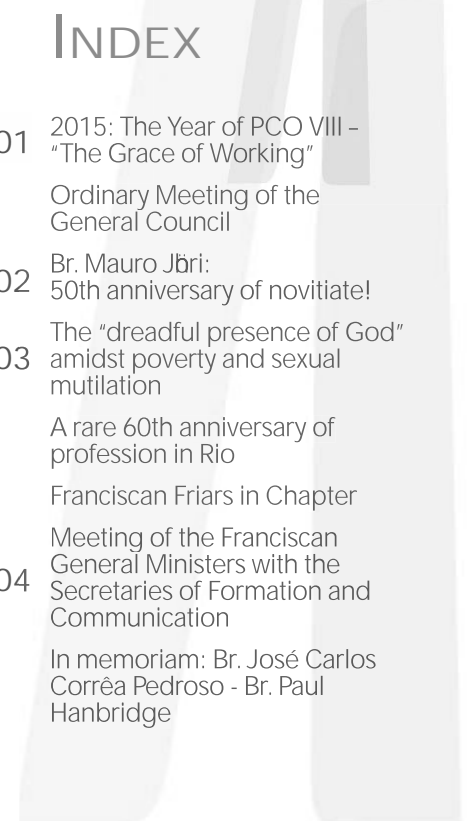 INDEX
01
2015: The Year of PCO VIII –
“The Grace of Working”
Ordinary Meeting of the
General Council
02
Br. Mauro Jöhri:
50th anniversary of novitiate!
03
The “dreadful presence of God”
amidst poverty and sexual
mutilation
A rare 60th anniversary of
profession in Rio
Franciscan Friars in Chapter
04
Meeting of the Franciscan
General Ministers with the
Secretaries of Formation and
Communication
In memoriam: Br. José Carlos
Corrêa Pedroso - Br. Paul
Hanbridge